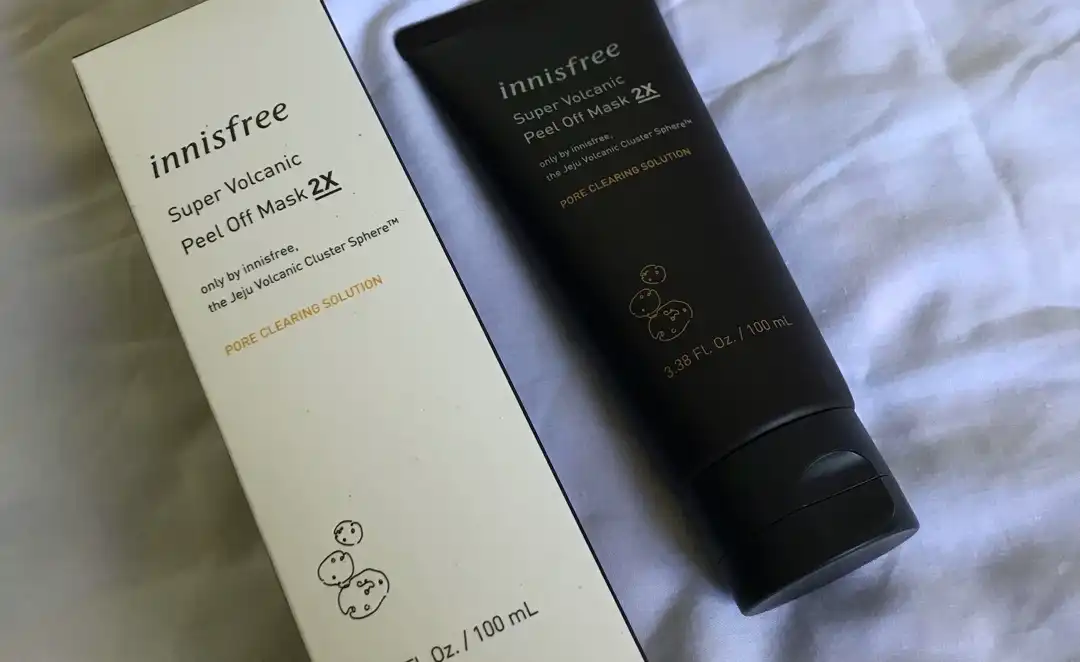 innisfree
Super Volcanic
Peel Off Mask 2X
only by innisfree,
the Jeju Volcanic Cluster Sphere™
PORE CLEARING SOLUTION
Oz. / 100 mL
innisfree
Super Volcanic
Peel Off Mask 2X
only by innisfree,
the Jeju Volcanic Cluster Sphere™
PORE CLEARING SOLUTION
3.38 FL. Oz. / 100 mL